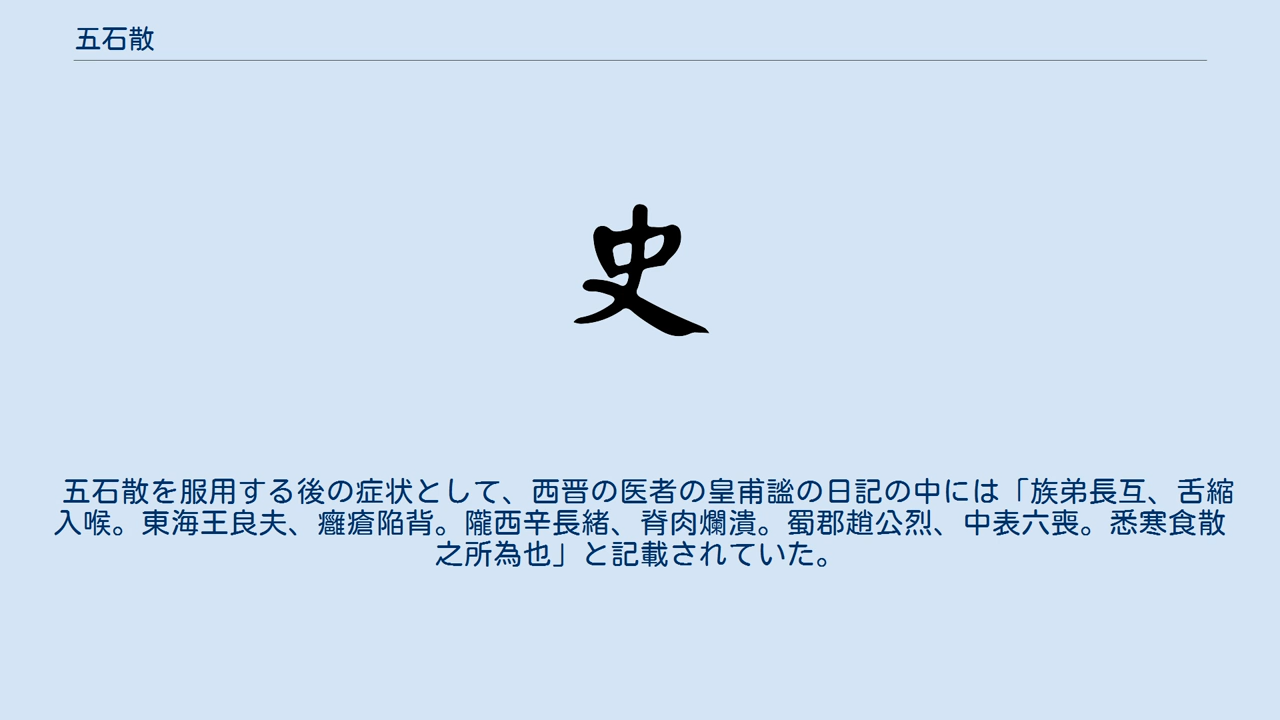 五石散
史
五石散を服用する後の症状として、西晋の医者の皇甫謐の日記の中には「族弟長互、舌縮
入喉。東海王良夫、癰瘡陥背。隴西辛長緒、脊肉爛潰。蜀郡趙公烈、中表六喪。悉寒食散
之所為也」と記載されていた。